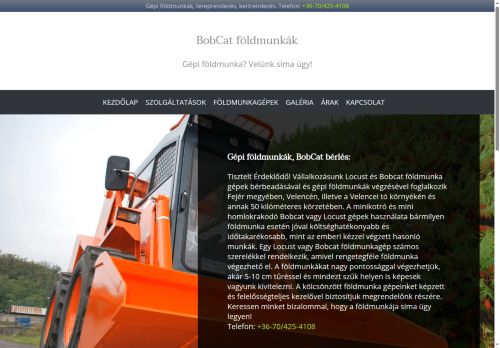 Gépi földmunkák, tereprendezés, kertrendezés. Telefon: +36-70/425-4108
BobCat földmunkák
Gépi földmunka? Velünk sima ügy!
KEZDŐLAP SZOLGÁLTATÁSOK FÖLDMUNKAGÉPEK GALÉRIA ÁRAK KAPCSOLAT
Gépi földmunkák, BobCat bérlés:
Tisztelt Érdeklődő! Vállalkozásunk Locust és Bobcat földmunka
gépek bérbeadásával és gépi földmunkák végzésével foglalkozik
Fejér megyében, Velencén, illetve a Velencei tó környékén és
annak 50 kilóméteres körzetében. A minikotró és mini
homlokrakodó Bobcat vagy Locust gépek használata bármilyen
földmunka esetén jóval költséghatékonyabb és
időtakarékosabb, mint az emberi kézzel végzett hasonló
munkák. Egy Locust vagy Bobcat földmunkagép számos
szerelékkel rendelkezik, amivel rengetegféle földmunka
végezhető el. A földmunkákat nagy pontossággal végezhetjük,
akár 5-10 cm tűréssel és mindezt szűk helyen is képesek
vagyunk kivitelezni. A kölcsönzött földmunka gépeinket képzett
és felelősségteljes kezelővel biztosítjuk megrendelőink részére.
Keressen minket bizalommal, hogy a földmunkája sima ügy
legyen!
Telefon: +36-70/425-4108